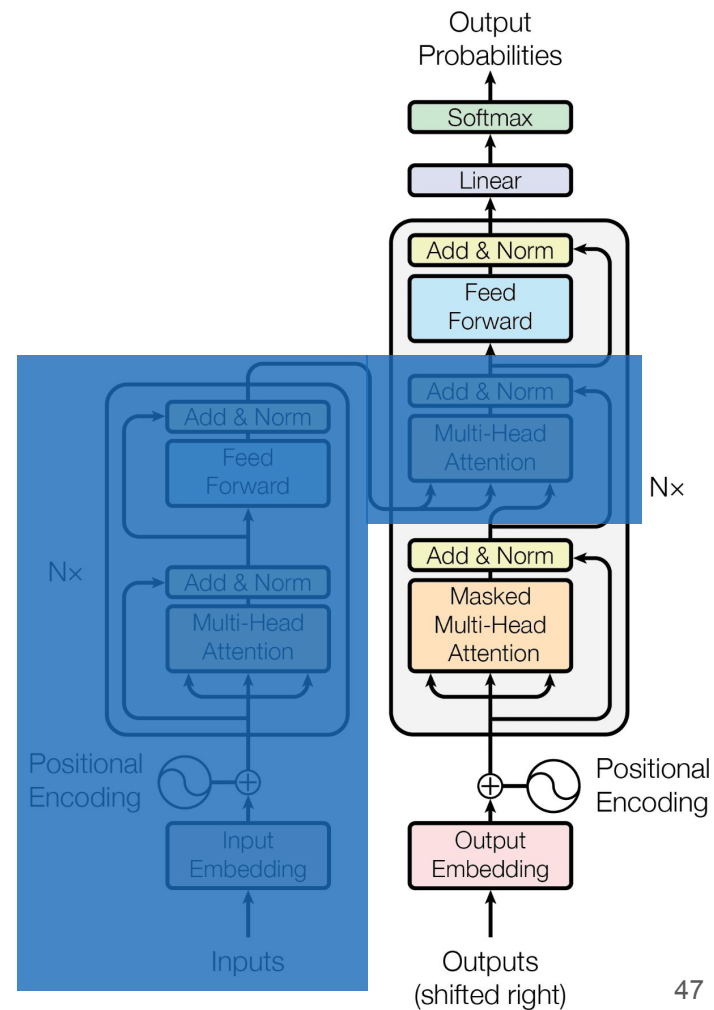 Output
Probabilities
Softmax
Linear
Add & Norm
Feed
Forward
Add & Norm
Multi-Head
Attention
Nx
Add & Norm
Masked
Multi-Head
Attention
Positional
Encoding
Output
Embedding
Outputs
(shifted right)
Add & Norm
Feed
Forward
Nx
Add & Norm
Multi-Head
Attention
Positional
Encoding
Input
Embedding
Inputs
47